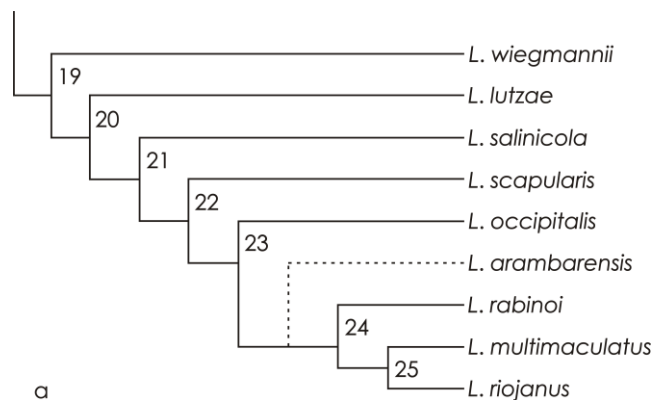 L. wiegmannii
19
L. lutzae
20
L. salinicola
21
L. scapularis
22
L. occipitalis
23
L. arambarensis
L. rabinoi
24
L. multimaculatus
25
L. riojanus
a